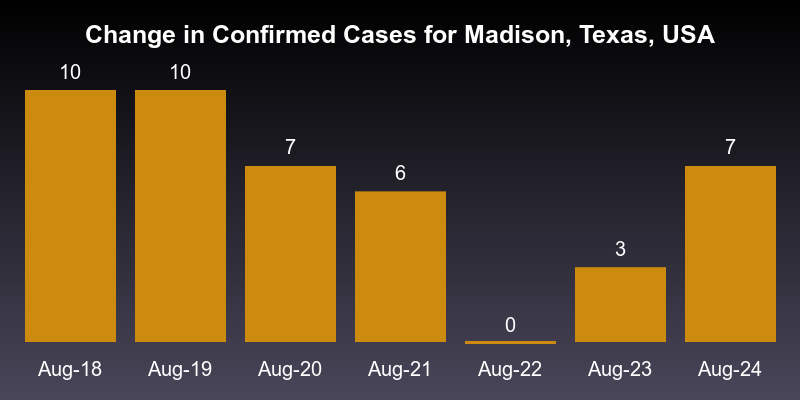 Change in Confirmed Cases for Madison, Texas, USA
10
10
7
6
0
3
7
Aug-18
Aug-19
Aug-20
Aug-21
Aug-22
Aug-23
Aug-24